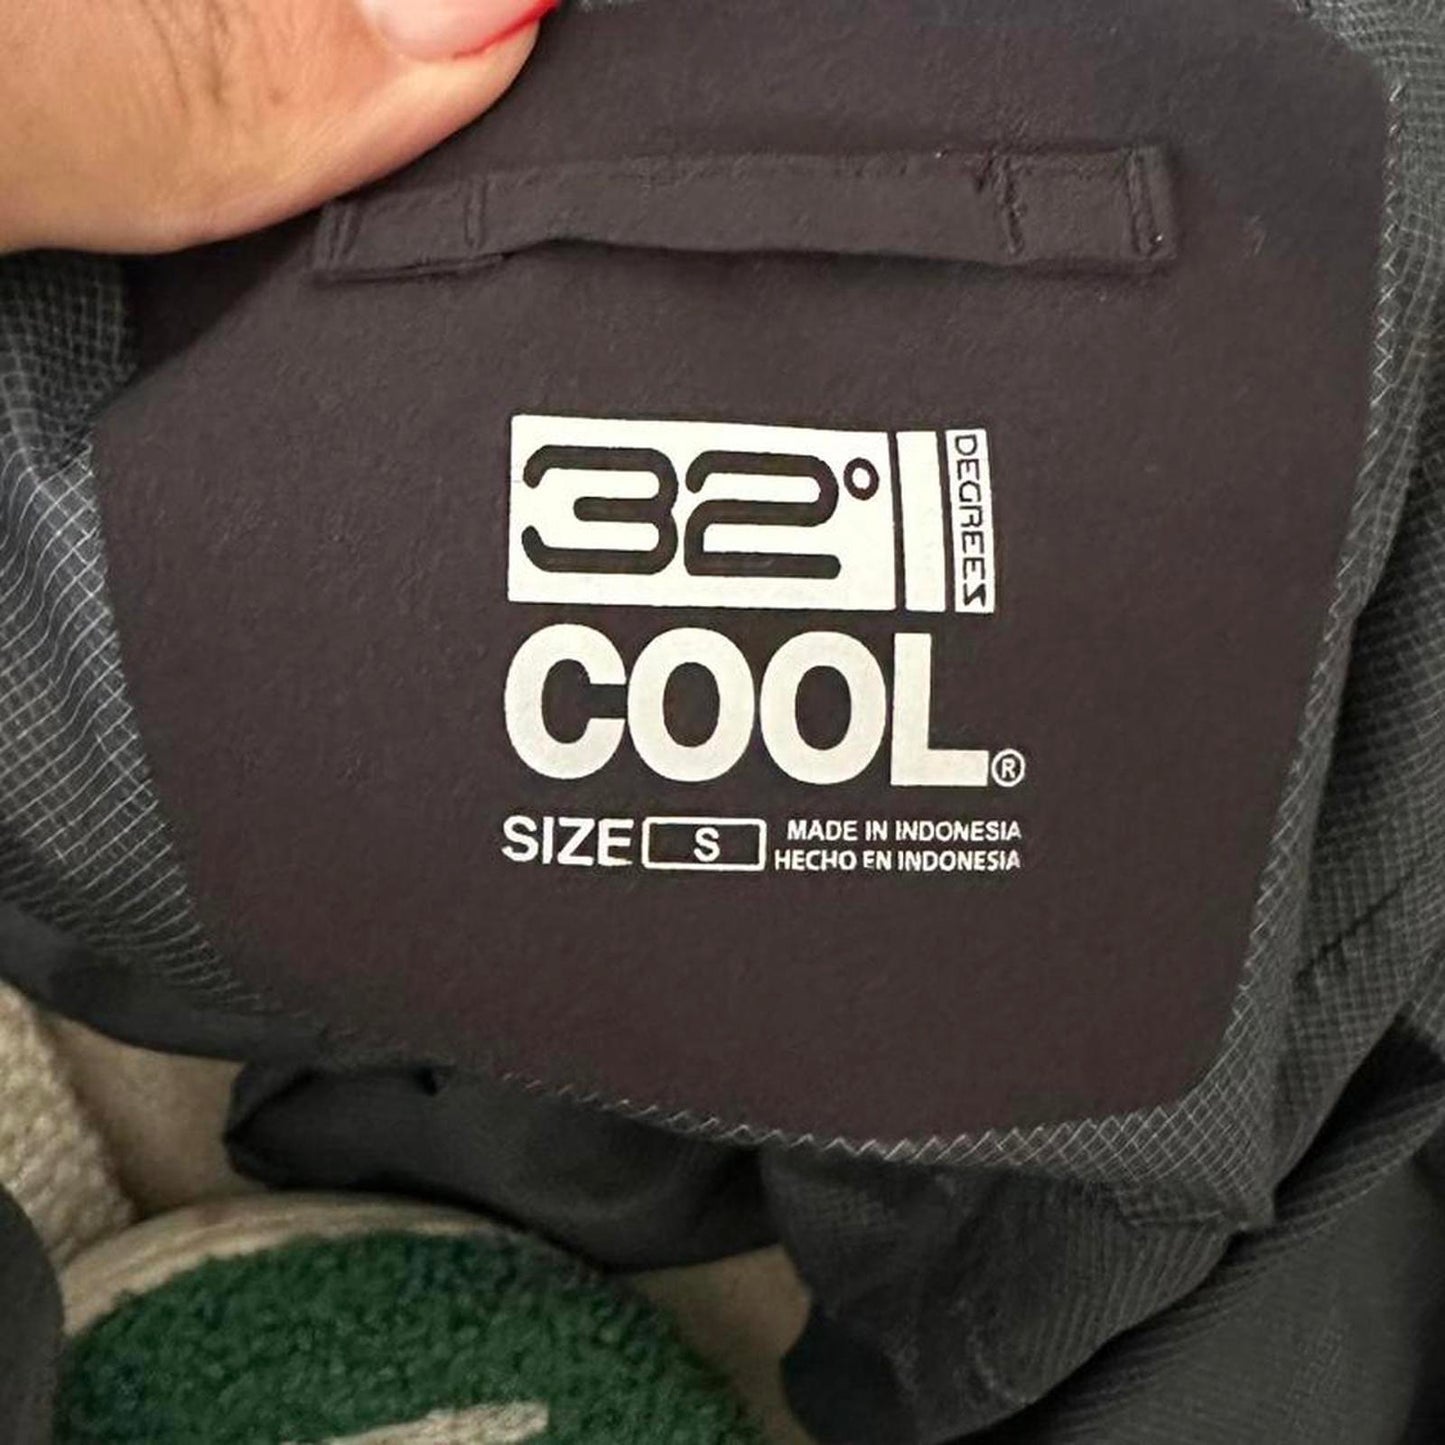 32° DEGREES
COOL®
SIZE S MADE IN INDONESIA
HECHO EN INDONESIA